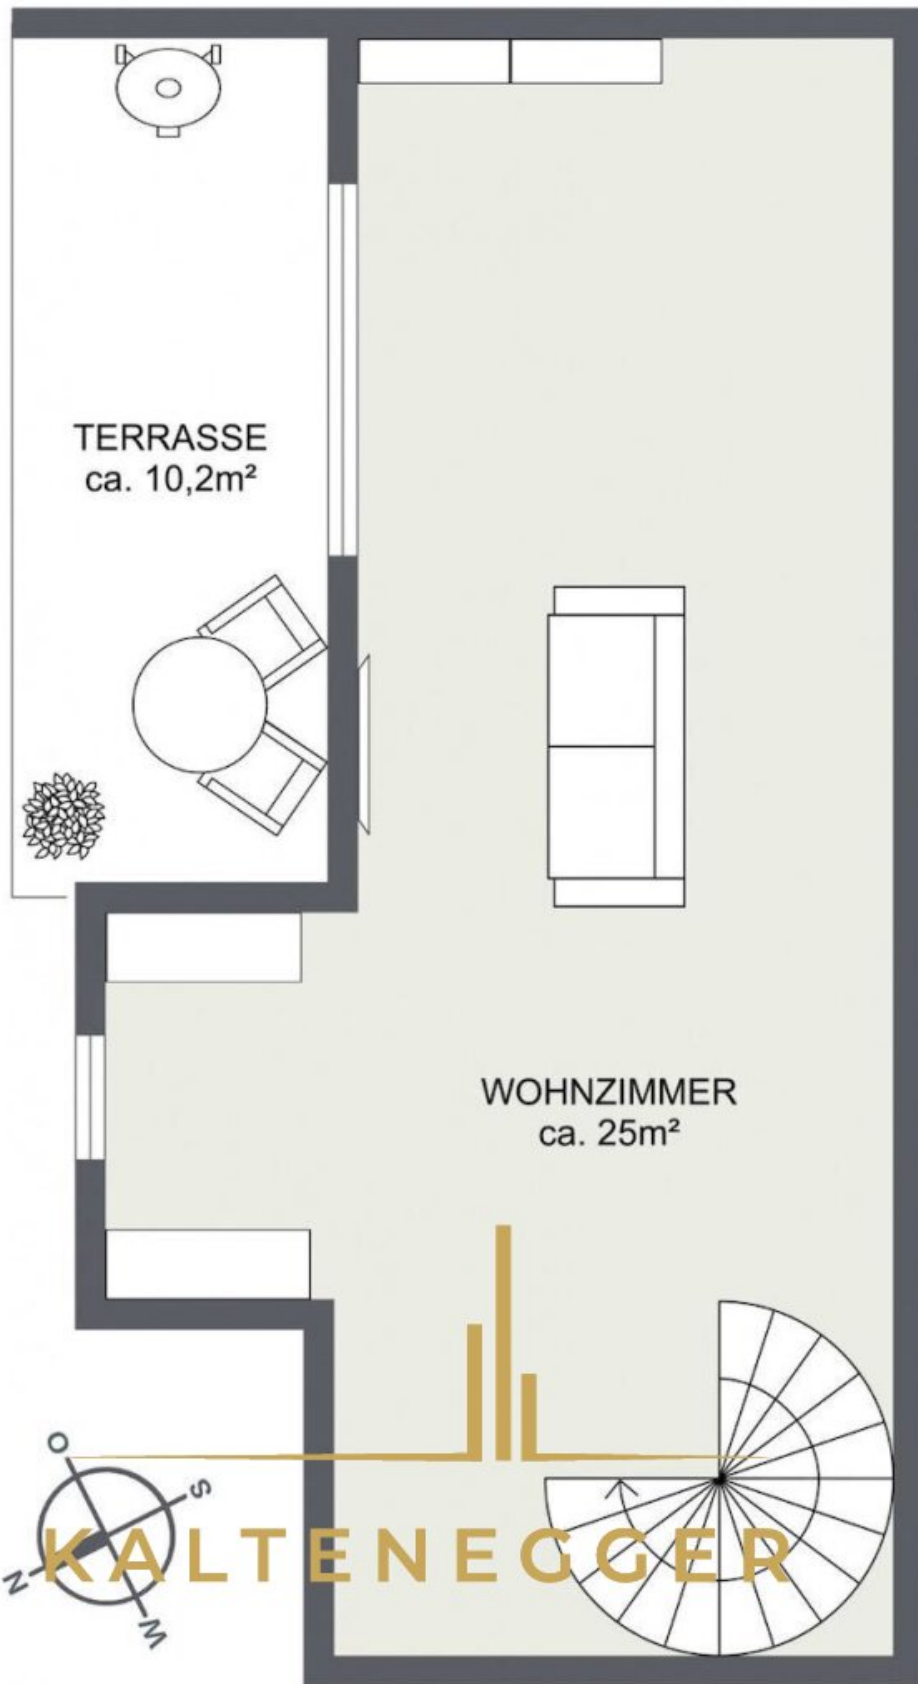 TERRASSE
ca. 10,2m²
WOHNZIMMER
ca. 25m²
O
S
KALTENEGGER
N
W